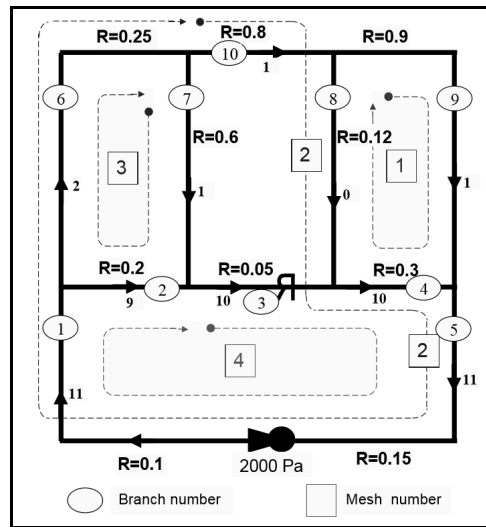 R=0.25 R=0.8 R=0.9
10
1
6 7 8 9
R=0.6 R=0.12
2
3 1
2 1 0 1
R=0.2 R=0.05 R=0.3
2 3 4
9 10 10
1 5
4 2
11 11
R=0.1 2000 Pa R=0.15
Branch number Mesh number